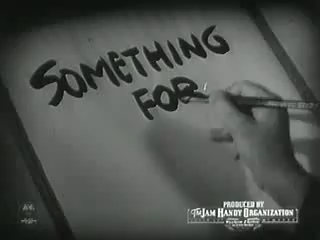 SOMETHING
FOR
PRODUCED BY
The JAM HANDY ORGANIZATION